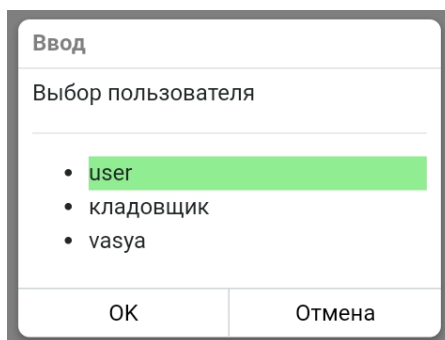 Ввод
Выбор пользователя
user
кладовщик
vasya
OK
Отмена